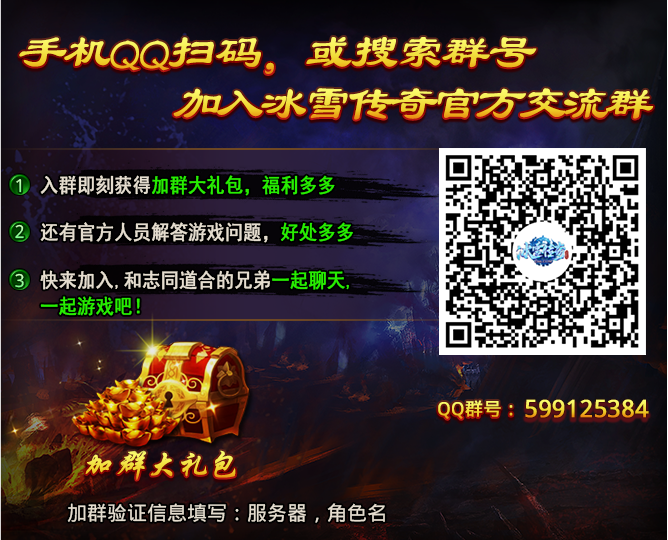 手机QQ扫码，或搜索群号
加入冰雪传奇官方交流群
1 入群即刻获得加群大礼包，福利多多
2 还有官方人员解答游戏问题，好处多多
3 快来加入,和志同道合的兄弟一起聊天,
一起游戏吧！
冰雪传奇
QQ群号：599125384
加群大礼包
加群验证信息填写：服务器，角色名